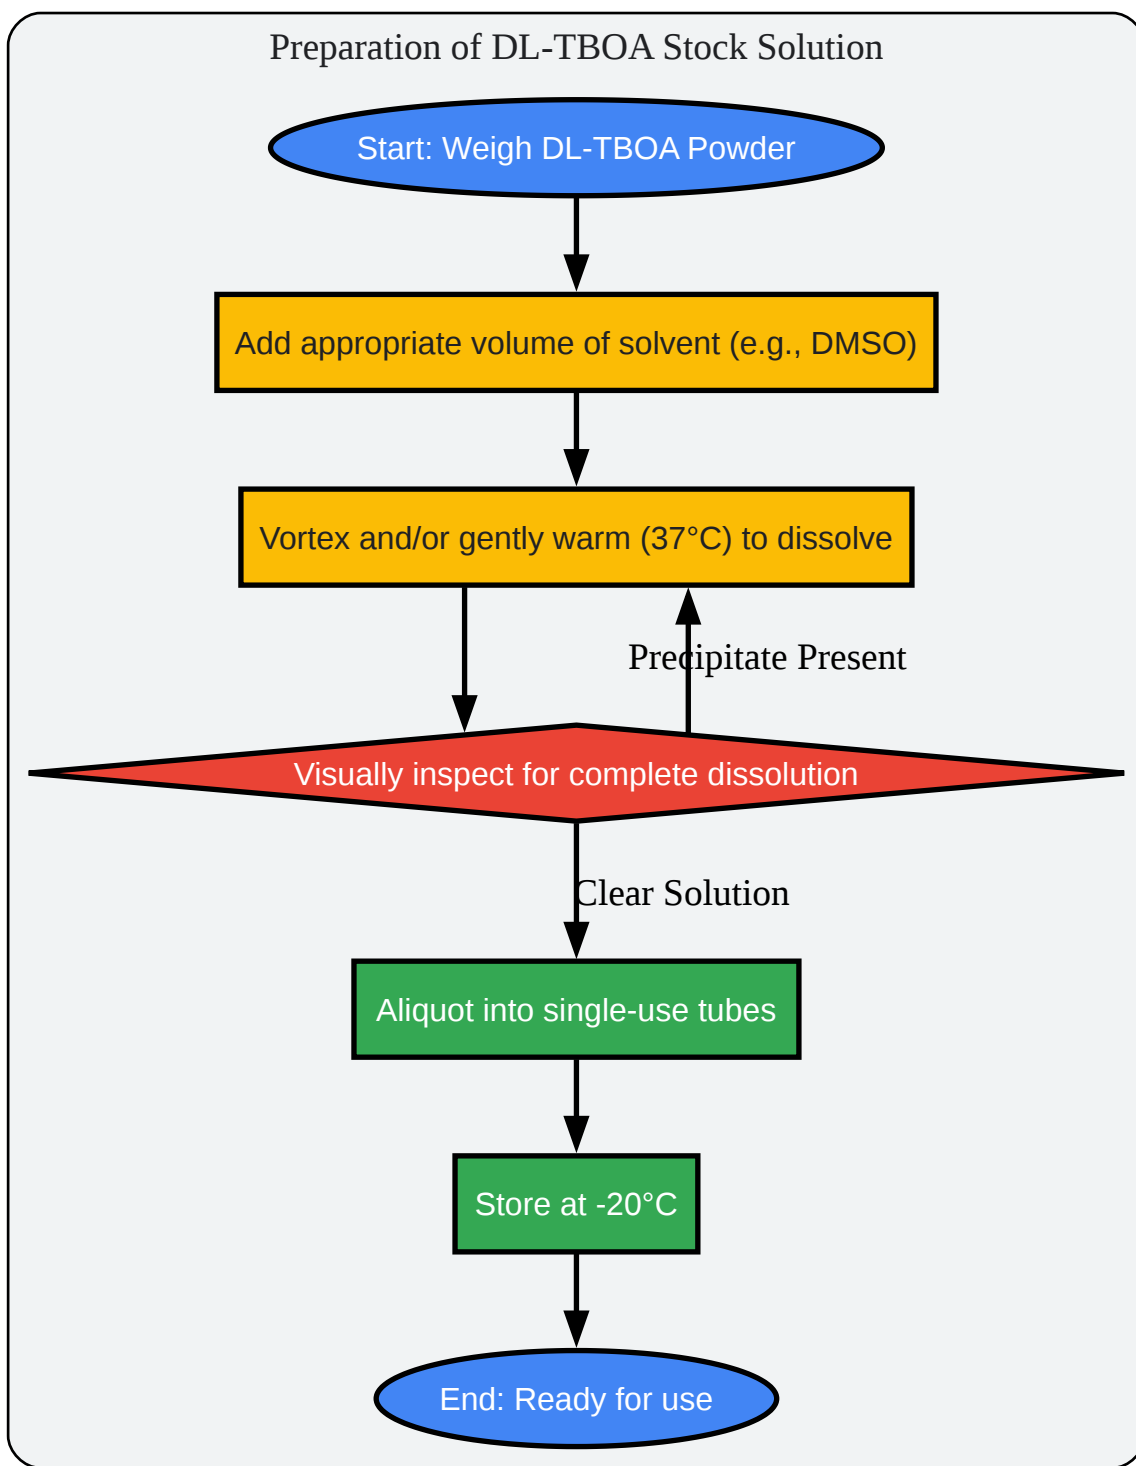 Preparation of DL-TBOA Stock Solution
Start: Weigh DL-TBOA Powder
Add appropriate volume of solvent (e.g., DMSO)
Vortex and/or gently warm (37°C) to dissolve
Precipitate Present
Visually inspect for complete dissolution
Clear Solution
Aliquot into single-use tubes
Store at -20°C
End: Ready for use